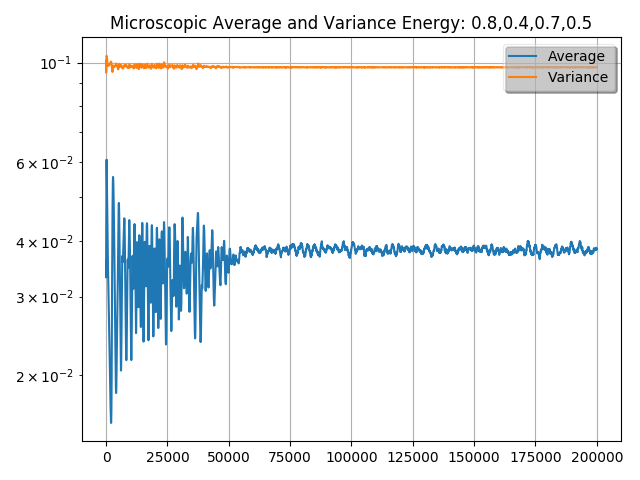 Microscopic Average and Variance Energy: 0.8,0.4,0.7,0.5
Average
Variance
10⁻¹
6 × 10⁻²
4 × 10⁻²
3 × 10⁻²
2 × 10⁻²
0 25000 50000 75000 100000 125000 150000 175000 200000